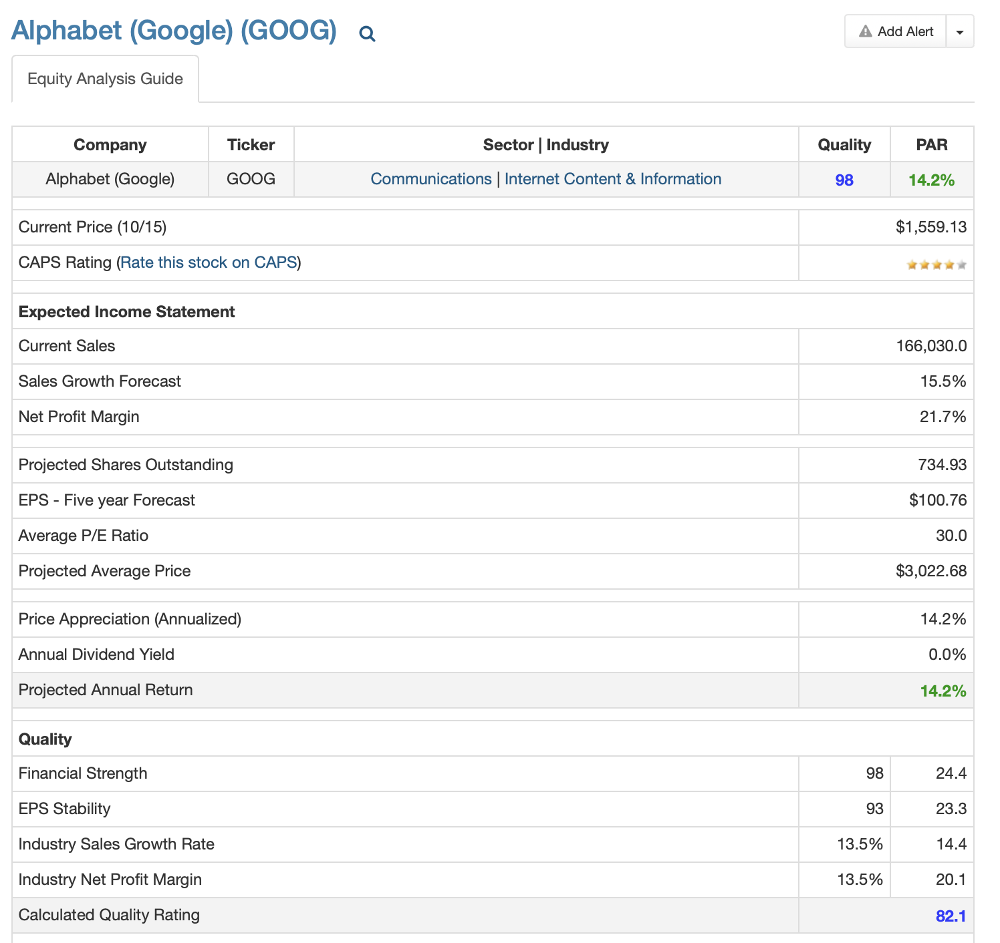 Alphabet (Google) (GOOG)
Add Alert
Equity Analysis Guide
Company Ticker Sector | Industry Quality PAR
Alphabet (Google) GOOG Communications | Internet Content & Information 98 14.2%
Current Price (10/15) $1,559.13
CAPS Rating (Rate this stock on CAPS)
Expected Income Statement
Current Sales 166,030.0
Sales Growth Forecast 15.5%
Net Profit Margin 21.7%
Projected Shares Outstanding 734.93
EPS - Five year Forecast $100.76
Average P/E Ratio 30.0
Projected Average Price $3,022.68
Price Appreciation (Annualized) 14.2%
Annual Dividend Yield 0.0%
Projected Annual Return 14.2%
Quality
Financial Strength 98 24.4
EPS Stability 93 23.3
Industry Sales Growth Rate 13.5% 14.4
Industry Net Profit Margin 13.5% 20.1
Calculated Quality Rating 82.1